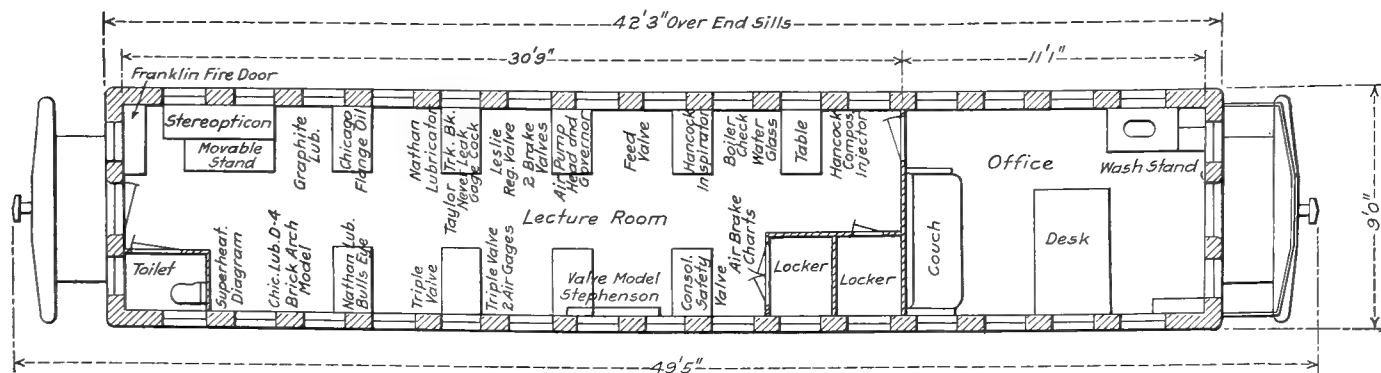 42'3" Over End Sills
30'9"
11'1"
Franklin Fire Door
Stereopticon
Movable
Stand
Graphite
Lub.
Chicago
Flange Oil
Nathan
Lubricator
Taylor Trk. Bk.
Never Leak
Gage Cock
Leslie
Reg. Valve
2 Brake
Valves
Air Pump
Head and
Governor
Feed
Valve
Hancock
Inspirator
Boiler
Check
Water
Glass
Table
Hancock
Compos.
Injector
Office
Wash Stand
9'0"
Lecture Room
Toilet
Superheat.
Diagram
Chic. Lub. D-4
Brick Arch
Model
Nathan Lub.
Bulls Eye
Triple
Valve
Triple Valve
2 Air Gages
Valve Model
Stephenson
Consol.
Safety
Valve
Air Brake
Charts
Locker
Locker
Couch
Desk
49'5"